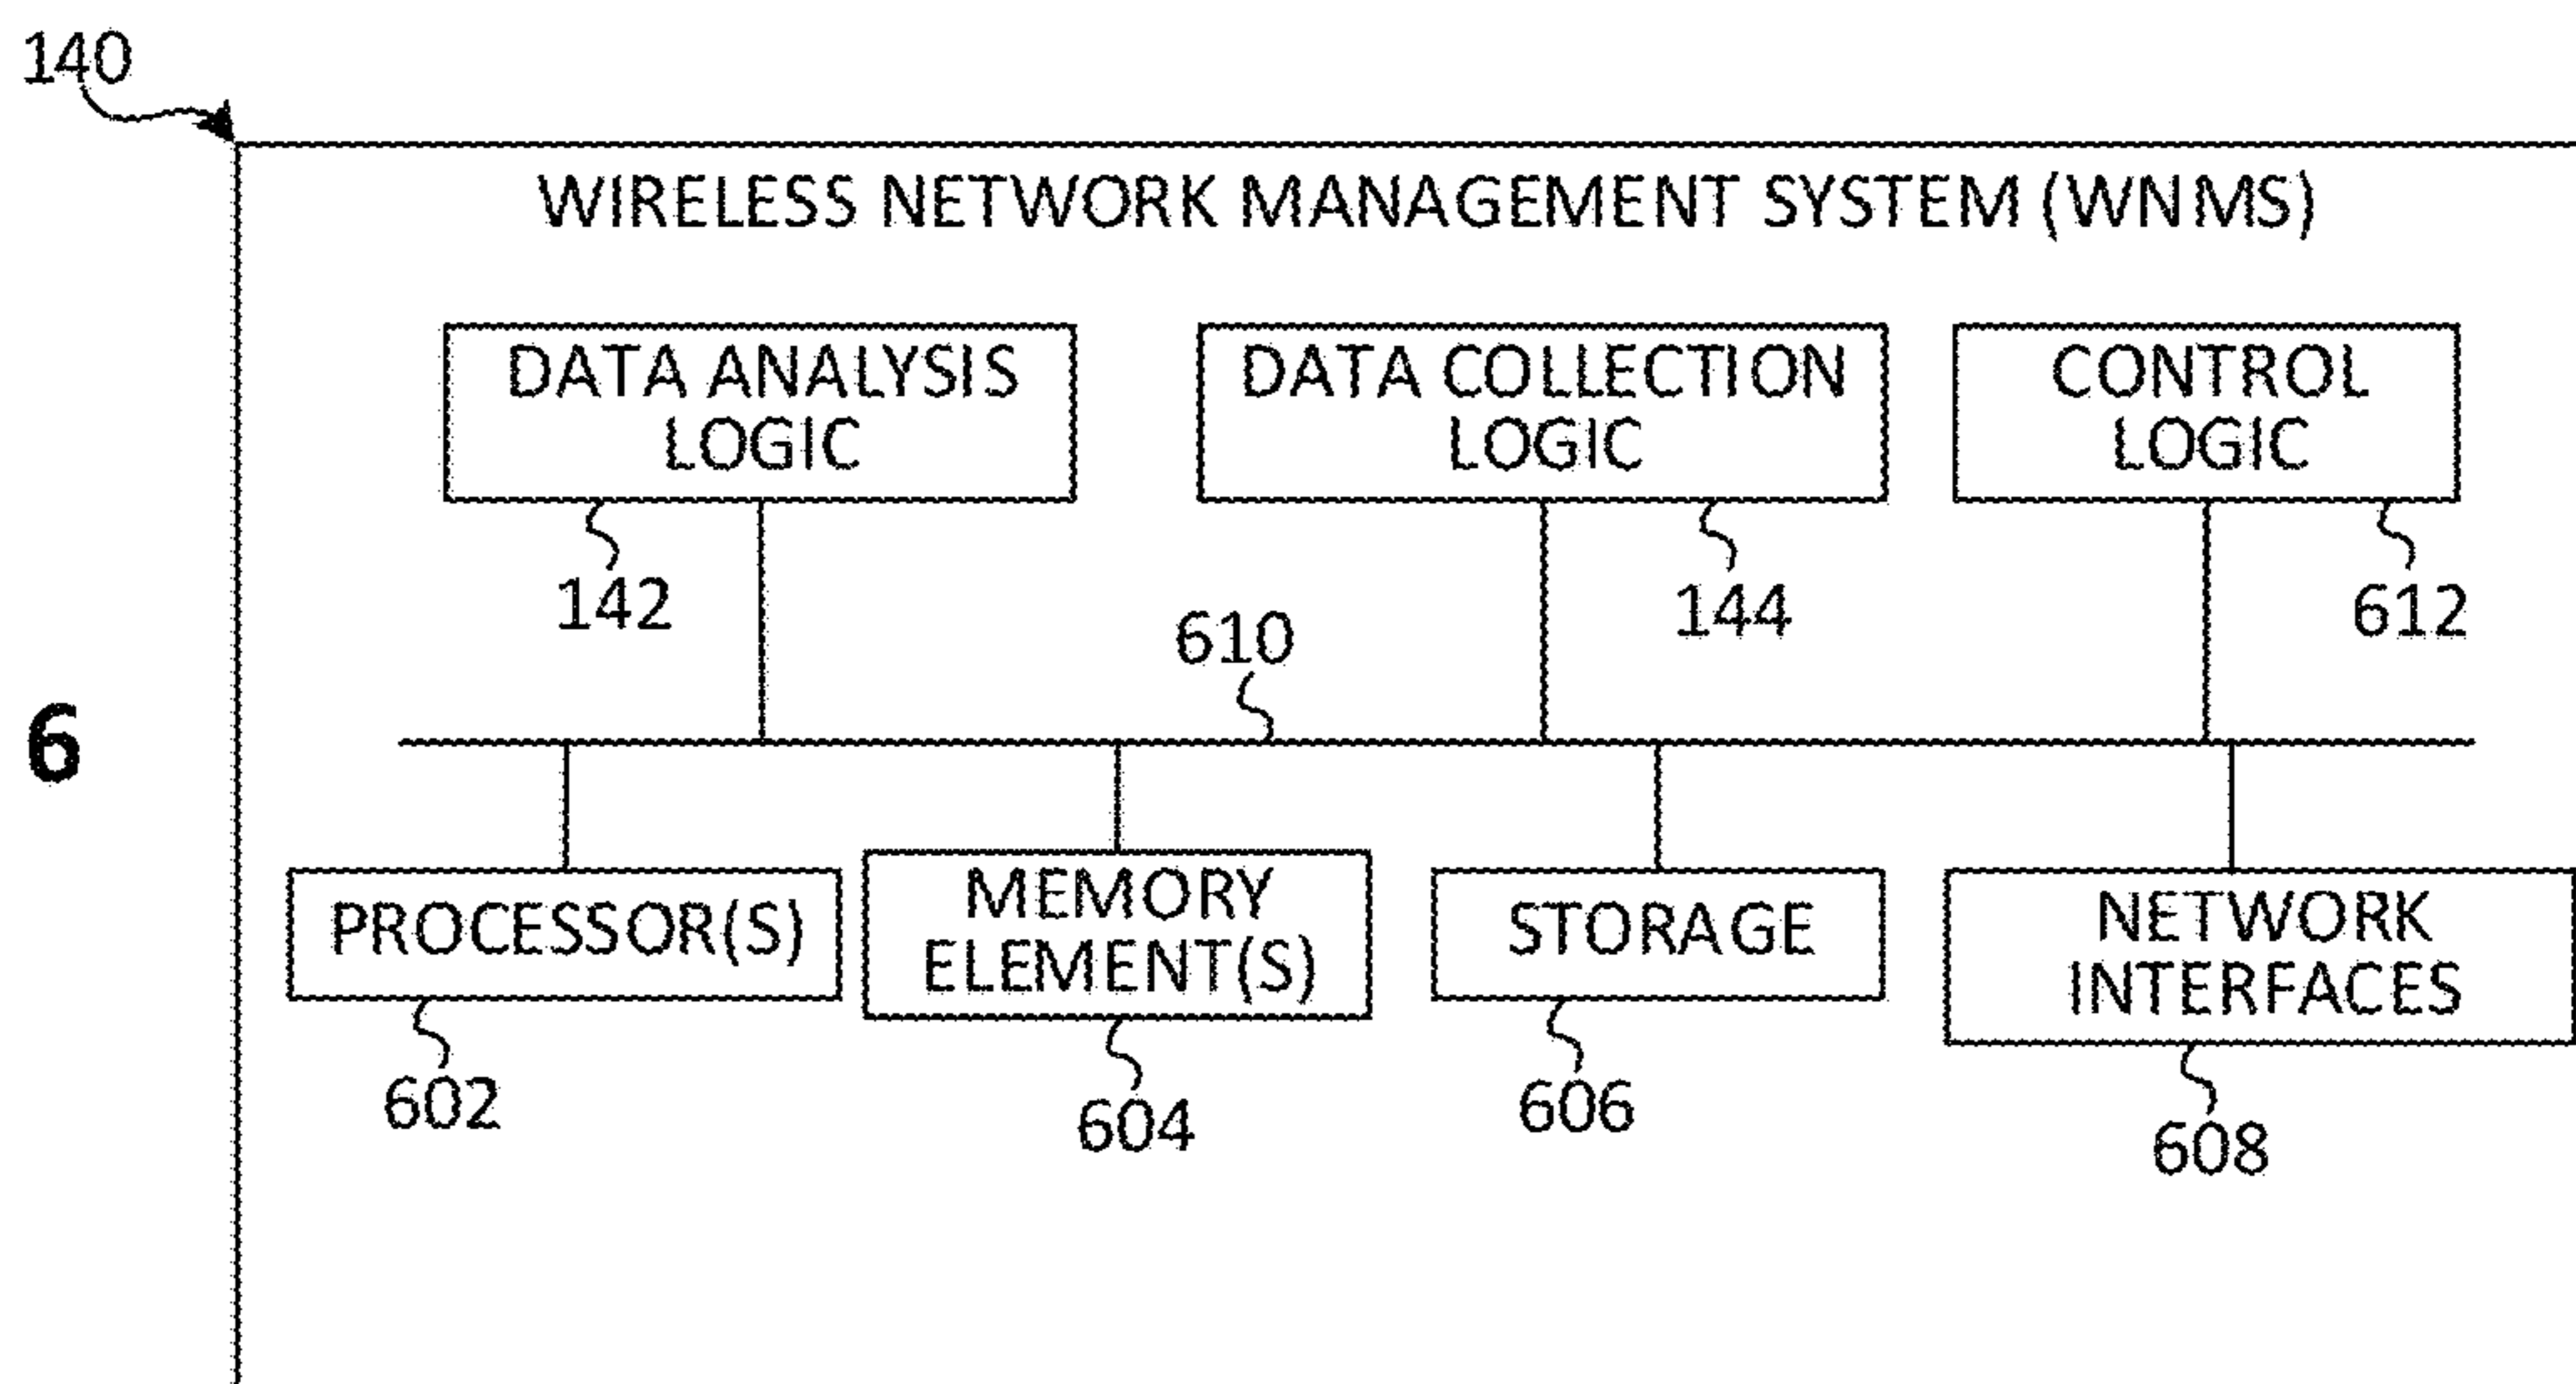 140
WIRELESS NETWORK MANAGEMENT SYSTEM (WNMS)
DATA ANALYSIS
LOGIC
DATA COLLECTION
LOGIC
CONTROL
LOGIC
142
144
612
610
6
PROCESSOR(S)
MEMORY
ELEMENT(S)
STORAGE
NETWORK
INTERFACES
602
604
606
608